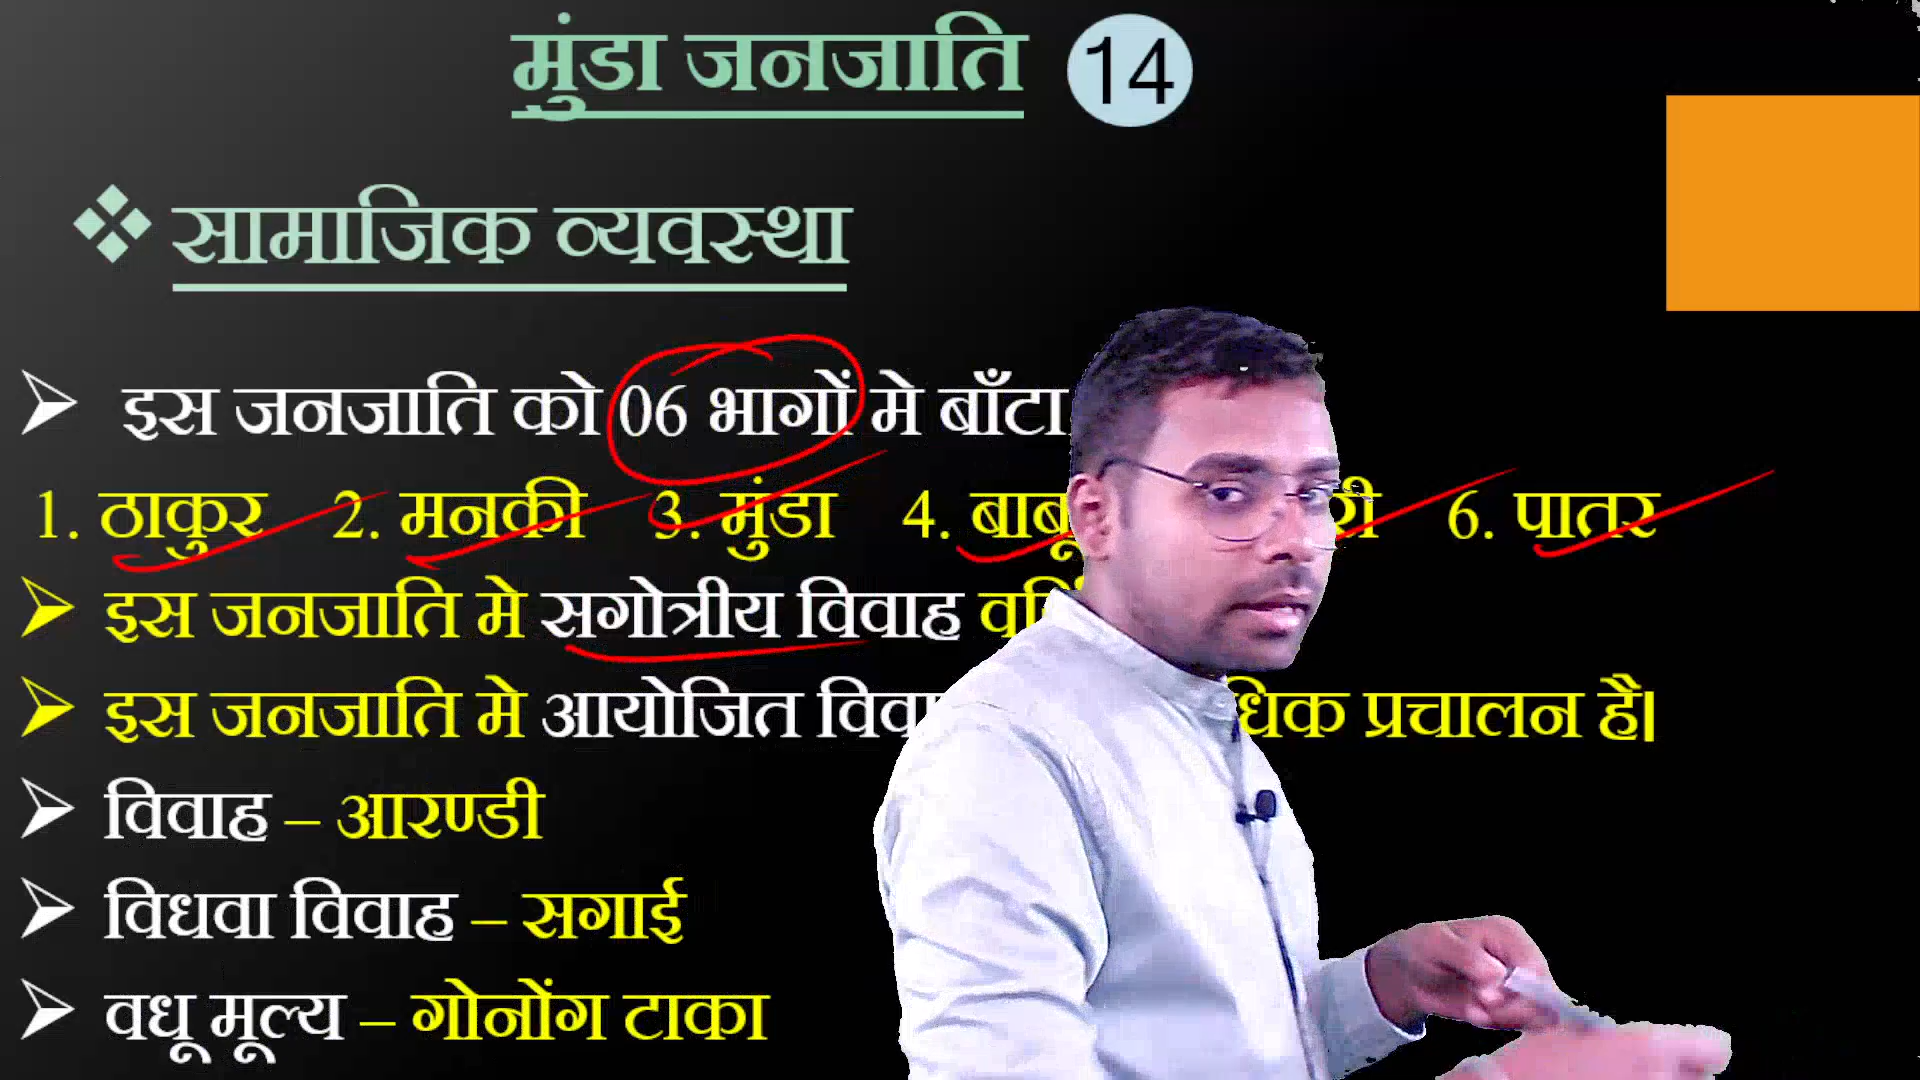 मुंडा जनजाति 14
सामाजिक व्यवस्था
इस जनजाति को 06 भागों मे बाँटा
1. ठाकुर 2. मनकी 3. मुंडा 4. बाबू 6. पातर
इस जनजाति मे सगोत्रीय विवाह
इस जनजाति मे आयोजित प्रचालन है।
विवाह – आरण्डी
विधवा विवाह – सगाई
वधू मूल्य – गोनोंग टाका